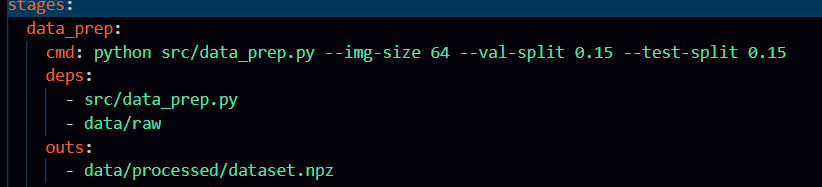 stages:
  data_prep:
    cmd: python src/data_prep.py --img-size 64 --val-split 0.15 --test-split 0.15
    deps:
      - src/data_prep.py
      - data/raw
    outs:
      - data/processed/dataset.npz